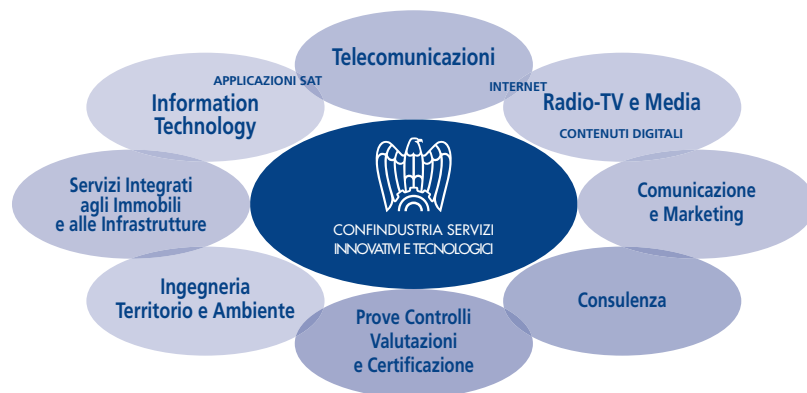 Telecomunicazioni
APPLICAZIONI SAT
INTERNET
Information
Technology
Radio-TV e Media
CONTENUTI DIGITALI
Servizi Integrati
agli Immobili
e alle Infrastrutture
CONFINDUSTRIA SERVIZI
INNOVATIVI E TECNOLOGICI
Comunicazione
e Marketing
Ingegneria
Territorio e Ambiente
Prove Controlli
Valutazioni
e Certificazione
Consulenza